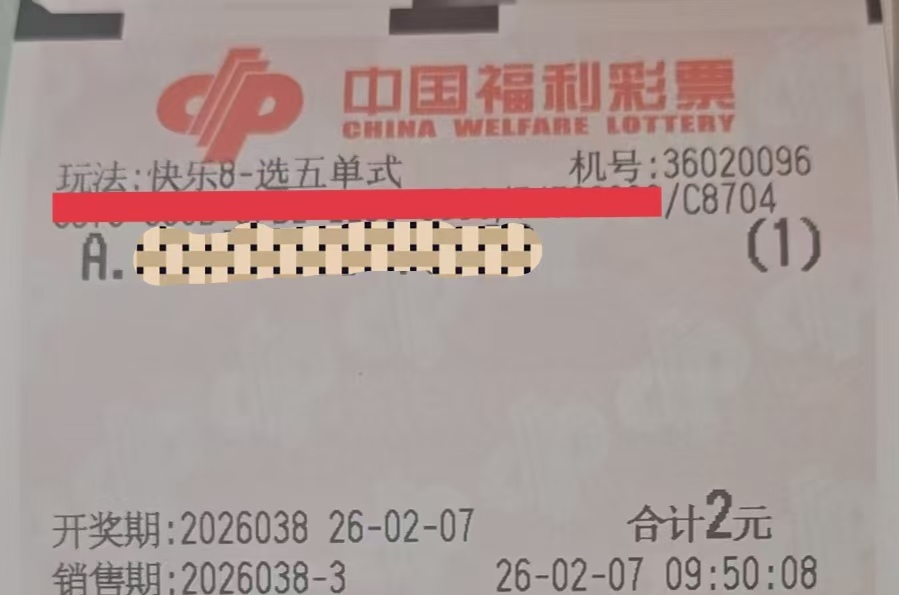 中国福利彩票
CHINA WELFARE LOTTERY
玩法:快乐8-选五单式 机号:36020096
/C8704
A. (1)
开奖期:2026038 26-02-07 合计2元
销售期:2026038-3 26-02-07 09:50:08